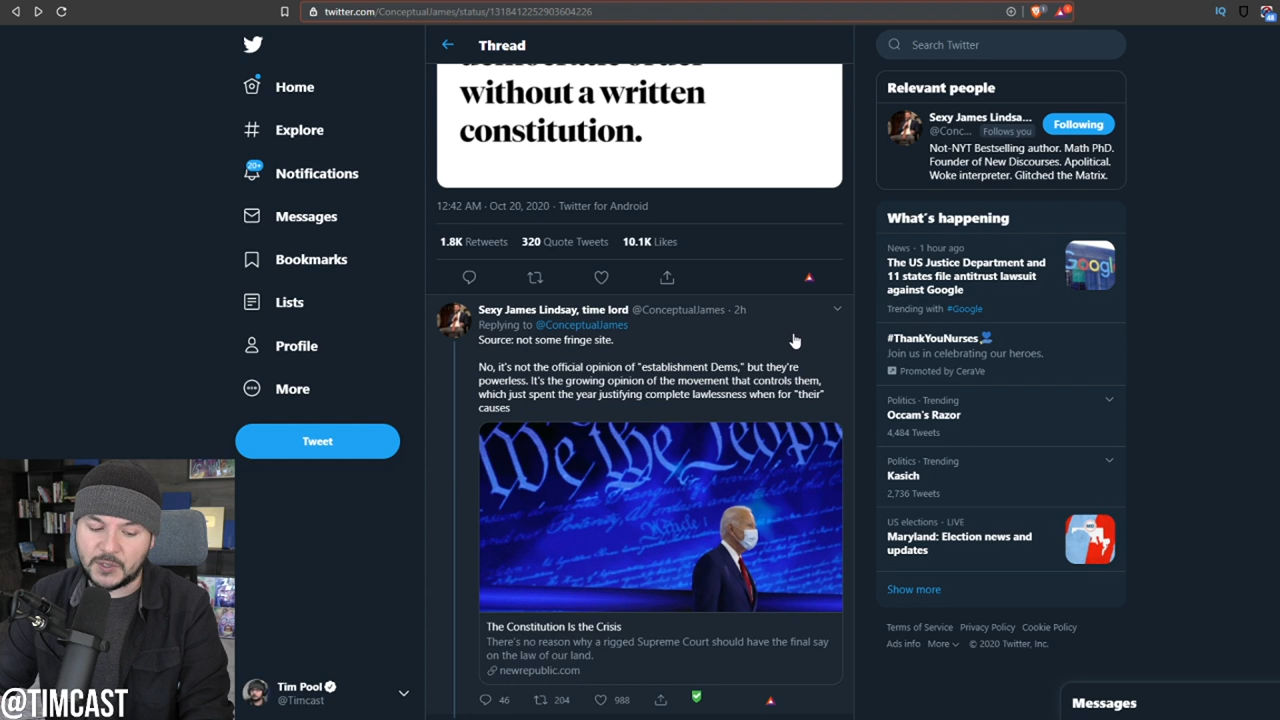 twitter.com/ConceptualJames/status/1318412252903604226
IQ
Home
Explore
20+
Notifications
Messages
Bookmarks
Lists
Profile
More
Tweet
Tim Pool
@Timcast
@TIMCAST
Thread
without a written
constitution.
12:42 AM · Oct 20, 2020 · Twitter for Android
1.8K Retweets 320 Quote Tweets 10.1K Likes
Sexy James Lindsay, time lord @ConceptualJames · 2h
Replying to @ConceptualJames
Source: not some fringe site.
No, it's not the official opinion of "establishment Dems," but they're
powerless. It's the growing opinion of the movement that controls them,
which just spent the year justifying complete lawlessness when for "their"
causes
We the People
The Constitution Is the Crisis
There's no reason why a rigged Supreme Court should have the final say
on the law of our land.
newrepublic.com
46 204 988
Search Twitter
Relevant people
Sexy James Lindsa...
@Conc... Follows you
Following
Not-NYT Bestselling author. Math PhD.
Founder of New Discourses. Apolitical.
Woke interpreter. Glitched the Matrix.
What's happening
News · 1 hour ago
The US Justice Department and
11 states file antitrust lawsuit
against Google
Trending with #Google
#ThankYouNurses
Join us in celebrating our heroes.
Promoted by CeraVe
Politics · Trending
Occam's Razor
4,484 Tweets
Politics · Trending
Kasich
2,736 Tweets
US elections · LIVE
Maryland: Election news and
updates
Show more
Terms of Service Privacy Policy Cookie Policy
Ads info More © 2020 Twitter, Inc.
Messages